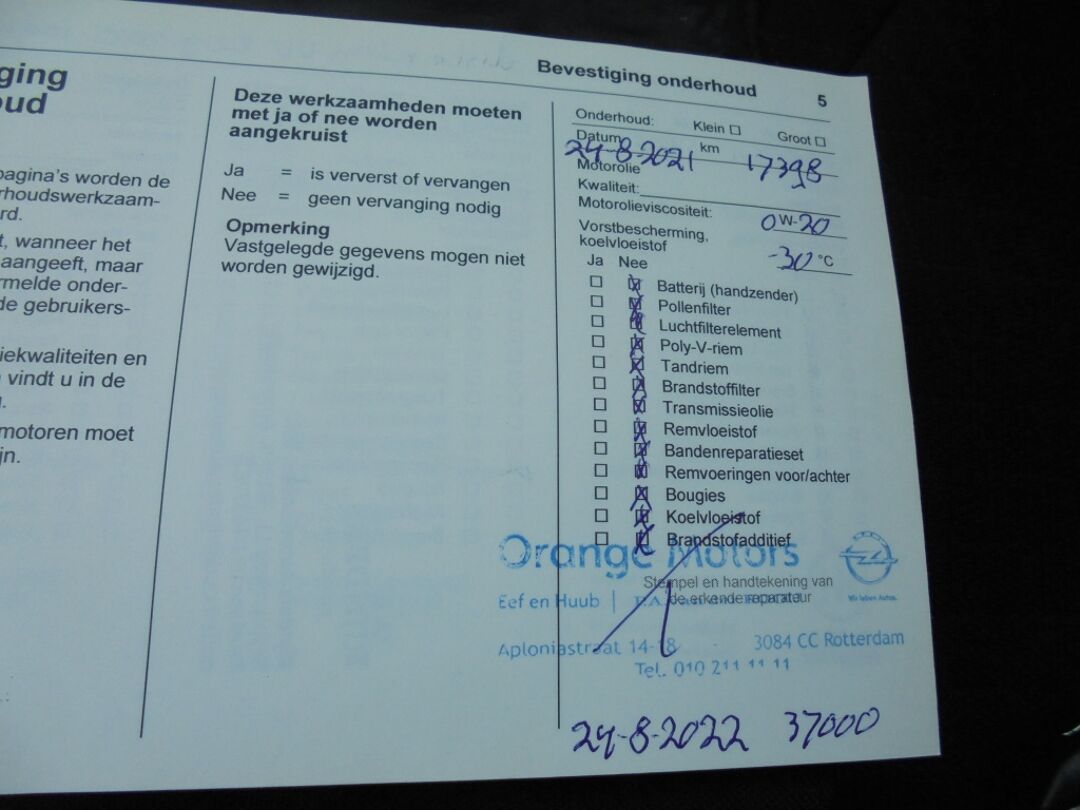 ging
oud
pagina's worden de
rhoudswerkzaam-
rd.
t, wanneer het
aangeeft, maar
rmelde onder-
de gebruikers-
iekwaliteiten en
vindt u in de
motoren moet
jn.
Deze werkzaamheden moeten
met ja of nee worden
aangekruist
Ja = is ververst of vervangen
Nee = geen vervanging nodig
Opmerking
Vastgelegde gegevens mogen niet
worden gewijzigd.
Bevestiging onderhoud 5
Onderhoud: Klein ☐ Groot ☐
Datum 24-8-2021 km 17398
Motorolie
Kwaliteit:
Motorolieviscositeit: 0W-20
Vorstbescherming,
koelvloeistof -30 °C
Ja Nee
Batterij (handzender)
Pollenfilter
Luchtfilterelement
Poly-V-riem
Tandriem
Brandstoffilter
Transmissieolie
Remvloeistof
Bandenreparatieset
Remvoeringen voor/achter
Bougies
Koelvloeistof
Brandstofadditief
Orange Motors
Stempel en handtekening van
de erkende reparateur
Eef en Huub
Wir leben Autos.
Aploniastraat 14-18 - 3084 CC Rotterdam
Tel. 010 211 11 11
24-8-2022 37000